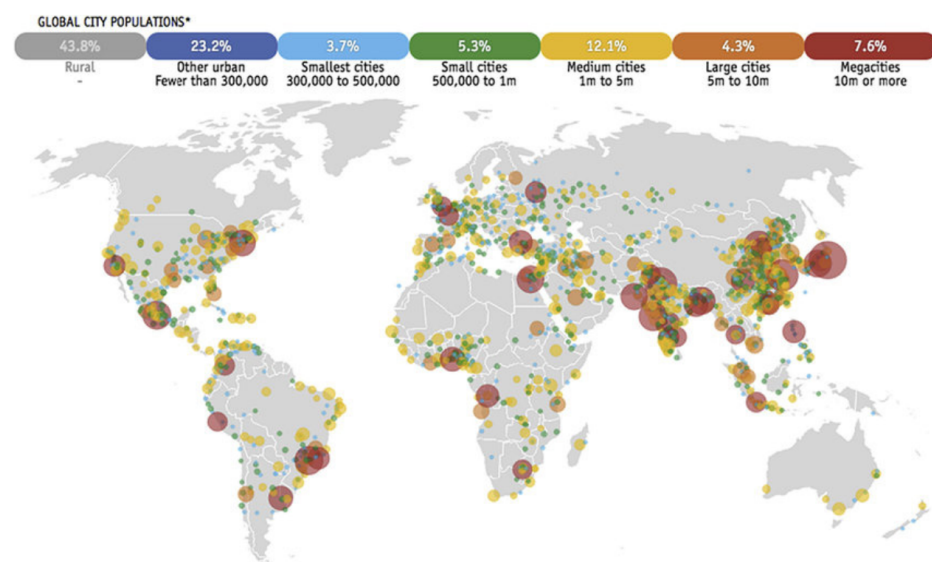 GLOBAL CITY POPULATIONS*
43.8% 23.2% 3.7% 5.3% 12.1% 4.3% 7.6%
Rural Other urban Smallest cities Small cities Medium cities Large cities Megacities
- Fewer than 300,000 300,000 to 500,000 500,000 to 1m 1m to 5m 5m to 10m 10m or more